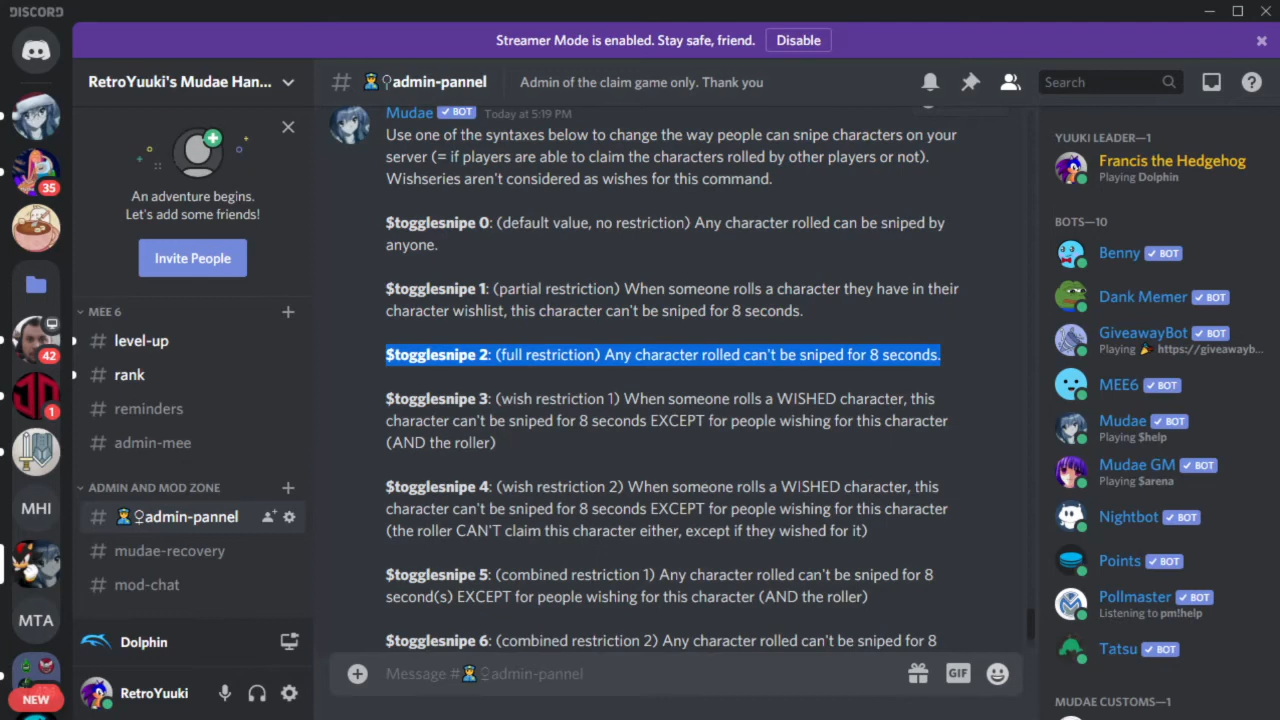 DISCORD
Streamer Mode is enabled. Stay safe, friend. Disable
RetroYuuki's Mudae Han...
An adventure begins.
Let's add some friends!
Invite People
MEE 6
level-up
rank
reminders
admin-mee
ADMIN AND MOD ZONE
admin-pannel
mudae-recovery
mod-chat
Dolphin
RetroYuuki
35
42
1
MHI
MTA
NEW
# admin-pannel
Admin of the claim game only. Thank you
Search
Mudae BOT Today at 5:19 PM
Use one of the syntaxes below to change the way people can snipe characters on your
server (= if players are able to claim the characters rolled by other players or not).
Wishseries aren't considered as wishes for this command.
$togglesnipe 0: (default value, no restriction) Any character rolled can be sniped by
anyone.
$togglesnipe 1: (partial restriction) When someone rolls a character they have in their
character wishlist, this character can't be sniped for 8 seconds.
$togglesnipe 2: (full restriction) Any character rolled can't be sniped for 8 seconds.
$togglesnipe 3: (wish restriction 1) When someone rolls a WISHED character, this
character can't be sniped for 8 seconds EXCEPT for people wishing for this character
(AND the roller)
$togglesnipe 4: (wish restriction 2) When someone rolls a WISHED character, this
character can't be sniped for 8 seconds EXCEPT for people wishing for this character
(the roller CAN'T claim this character either, except if they wished for it)
$togglesnipe 5: (combined restriction 1) Any character rolled can't be sniped for 8
second(s) EXCEPT for people wishing for this character (AND the roller)
$togglesnipe 6: (combined restriction 2) Any character rolled can't be sniped for 8
Message # admin-pannel
GIF
YUUKI LEADER—1
Francis the Hedgehog
Playing Dolphin
BOTS—10
Benny BOT
Dank Memer BOT
GiveawayBot BOT
Playing 🎉 https://giveawayb...
MEE6 BOT
Mudae BOT
Playing $help
Mudae GM BOT
Playing $arena
Nightbot BOT
Points BOT
Pollmaster BOT
Listening to pm!help
Tatsu BOT
MUDAE CUSTOMS—1